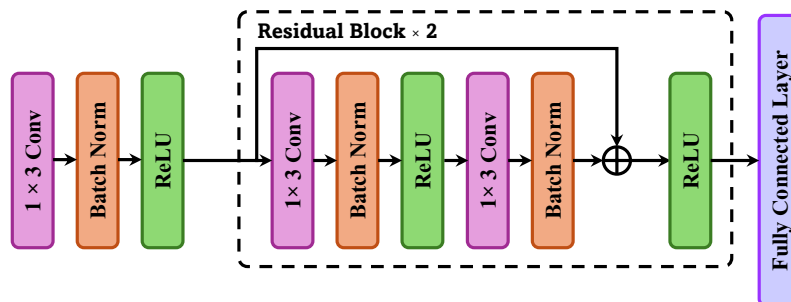 Residual Block × 2
1 × 3 Conv
Batch Norm
ReLU
1× 3 Conv
Batch Norm
ReLU
1× 3 Conv
Batch Norm
ReLU
Fully Connected Layer